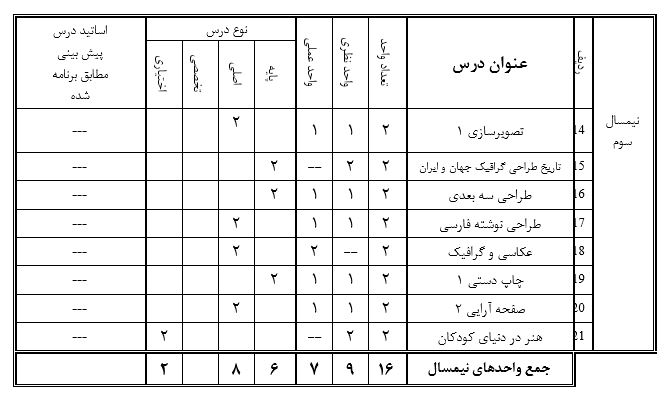 نیمسال سوم | ردیف | عنوان درس | تعداد واحد | واحد نظری | واحد عملی | نوع درس | اساتید درس پیش بینی مطابق برنامه شده
پایه | اصلی | تخصصی | اختیاری
14 | تصویرسازی ۱ | ۲ | ۱ | ۱ | | ۲ | | | ---
15 | تاریخ طراحی گرافیک جهان و ایران | ۲ | ۲ | -- | ۲ | | | | ---
16 | طراحی سه بعدی | ۲ | ۱ | ۱ | ۲ | | | | ---
17 | طراحی نوشته فارسی | ۲ | ۱ | ۱ | | ۲ | | | ---
18 | عکاسی و گرافیک | ۲ | -- | ۲ | | ۲ | | | ---
19 | چاپ دستی ۱ | ۲ | ۱ | ۱ | ۲ | | | | ---
20 | صفحه آرایی ۲ | ۲ | ۱ | ۱ | | ۲ | | | ---
21 | هنر در دنیای کودکان | ۲ | ۲ | -- | | | | ۲ | ---
جمع واحدهای نیمسال | ۱۶ | ۹ | ۷ | ۶ | ۸ | | ۲